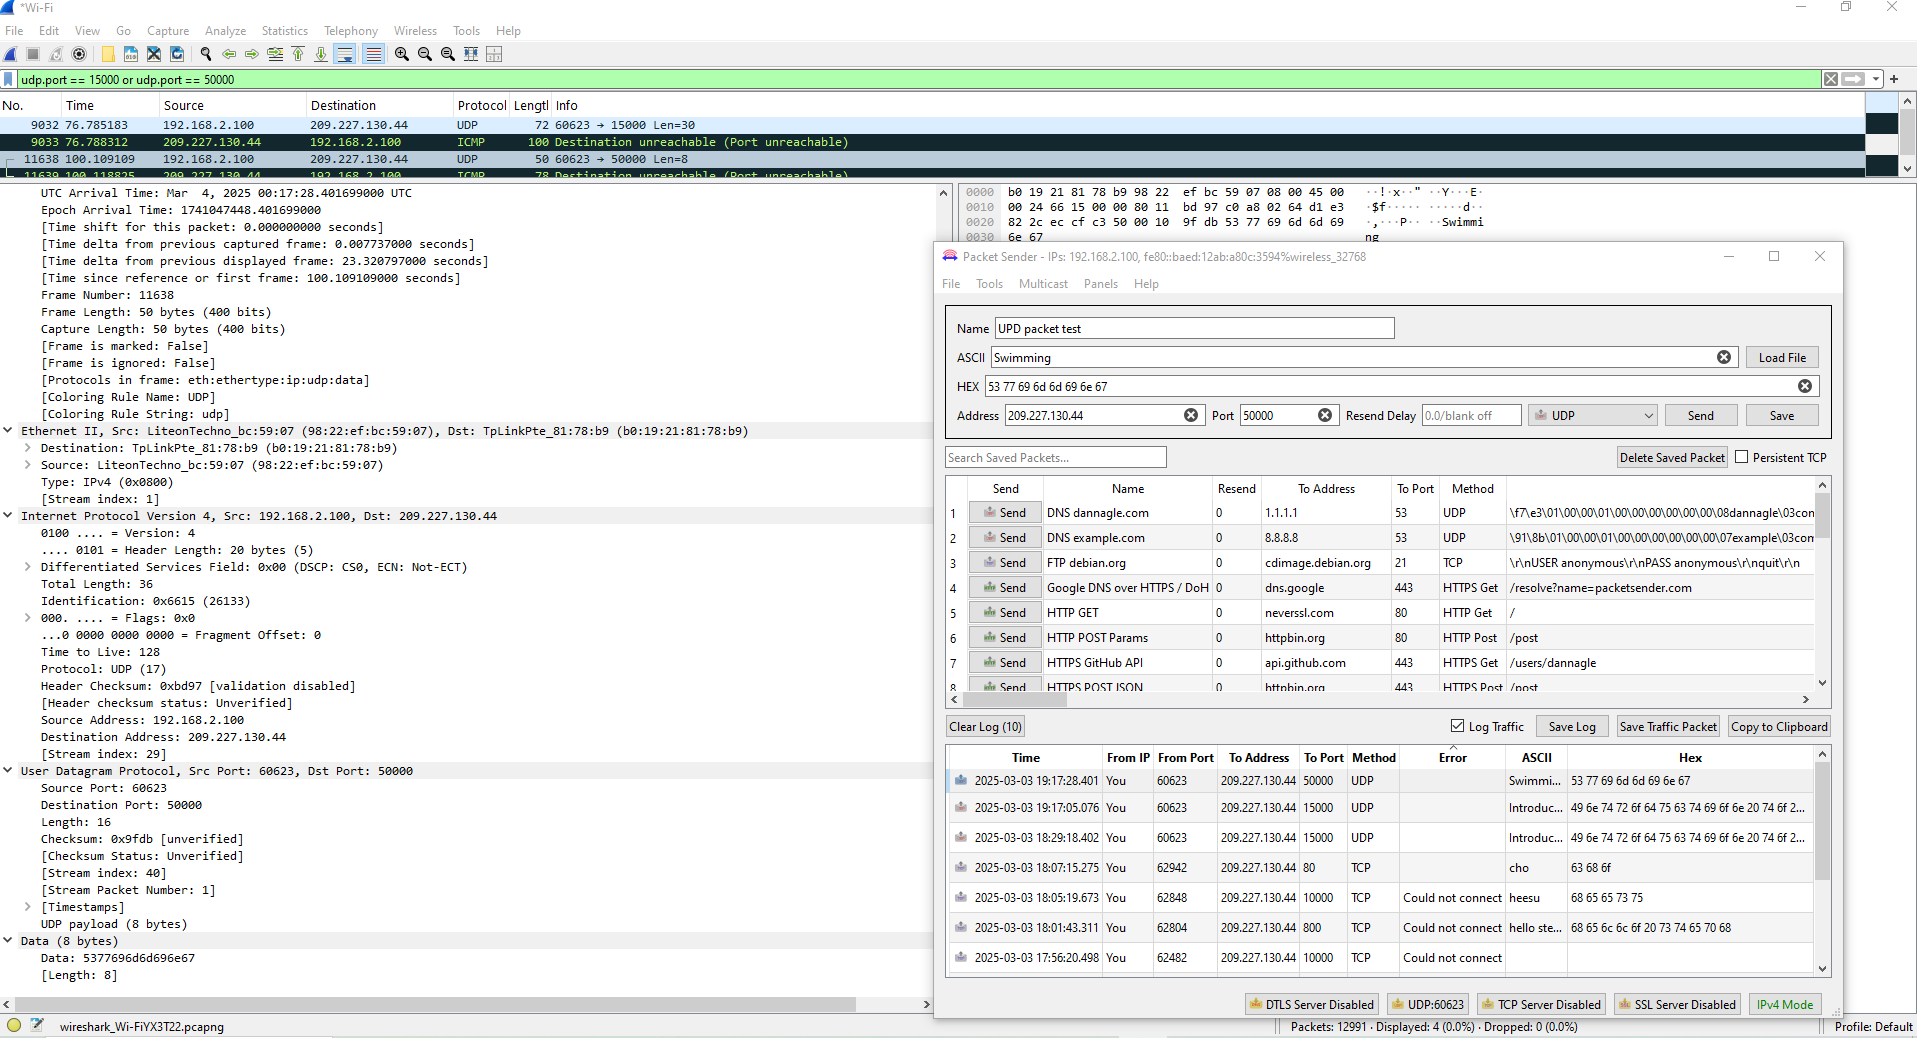 *Wi-Fi
File Edit View Go Capture Analyze Statistics Telephony Wireless Tools Help
udp.port == 15000 or udp.port == 50000
No. Time Source Destination Protocol Lengtl Info
9032 76.785183 192.168.2.100 209.227.130.44 UDP 72 60623 → 15000 Len=30
9033 76.788312 209.227.130.44 192.168.2.100 ICMP 100 Destination unreachable (Port unreachable)
11638 100.109109 192.168.2.100 209.227.130.44 UDP 50 60623 → 50000 Len=8
11639 100.118825 209.227.130.44 192.168.2.100 ICMP 78 Destination unreachable (Port unreachable)
UTC Arrival Time: Mar 4, 2025 00:17:28.401699000 UTC
Epoch Arrival Time: 1741047448.401699000
[Time shift for this packet: 0.000000000 seconds]
[Time delta from previous captured frame: 0.007737000 seconds]
[Time delta from previous displayed frame: 23.320797000 seconds]
[Time since reference or first frame: 100.109109000 seconds]
Frame Number: 11638
Frame Length: 50 bytes (400 bits)
Capture Length: 50 bytes (400 bits)
[Frame is marked: False]
[Frame is ignored: False]
[Protocols in frame: eth:ethertype:ip:udp:data]
[Coloring Rule Name: UDP]
[Coloring Rule String: udp]
Ethernet II, Src: LiteonTechno_bc:59:07 (98:22:ef:bc:59:07), Dst: TpLinkPte_81:78:b9 (b0:19:21:81:78:b9)
Destination: TpLinkPte_81:78:b9 (b0:19:21:81:78:b9)
Source: LiteonTechno_bc:59:07 (98:22:ef:bc:59:07)
Type: IPv4 (0x0800)
[Stream index: 1]
Internet Protocol Version 4, Src: 192.168.2.100, Dst: 209.227.130.44
0100 .... = Version: 4
.... 0101 = Header Length: 20 bytes (5)
Differentiated Services Field: 0x00 (DSCP: CS0, ECN: Not-ECT)
Total Length: 36
Identification: 0x6615 (26133)
000. .... = Flags: 0x0
...0 0000 0000 0000 = Fragment Offset: 0
Time to Live: 128
Protocol: UDP (17)
Header Checksum: 0xbd97 [validation disabled]
[Header checksum status: Unverified]
Source Address: 192.168.2.100
Destination Address: 209.227.130.44
[Stream index: 29]
User Datagram Protocol, Src Port: 60623, Dst Port: 50000
Source Port: 60623
Destination Port: 50000
Length: 16
Checksum: 0x9fdb [unverified]
[Checksum Status: Unverified]
[Stream index: 40]
[Stream Packet Number: 1]
[Timestamps]
UDP payload (8 bytes)
Data (8 bytes)
Data: 5377696d6d696e67
[Length: 8]
0000 b0 19 21 81 78 b9 98 22 ef bc 59 07 08 00 45 00 ··!·x··" ··Y···E·
0010 00 24 66 15 00 00 80 11 bd 97 c0 a8 02 64 d1 e3 ·$f····· ·····d··
0020 82 2c ec cf c3 50 00 10 9f db 53 77 69 6d 6d 69 ·,···P·· ··Swimmi
0030 6e 67 ng
Packet Sender - IPs: 192.168.2.100, fe80::baed:12ab:a80c:3594%wireless_32768
File Tools Multicast Panels Help
Name UPD packet test
ASCII Swimming Load File
HEX 53 77 69 6d 6d 69 6e 67
Address 209.227.130.44 Port 50000 Resend Delay 0.0/blank off UDP Send Save
Search Saved Packets... Delete Saved Packet Persistent TCP
Send Name Resend To Address To Port Method
1 Send DNS dannagle.com 0 1.1.1.1 53 UDP \f7\e3\01\00\00\01\00\00\00\00\00\00\08dannagle\03con
2 Send DNS example.com 0 8.8.8.8 53 UDP \91\8b\01\00\00\01\00\00\00\00\00\00\07example\03com
3 Send FTP debian.org 0 cdimage.debian.org 21 TCP \r\nUSER anonymous\r\nPASS anonymous\r\nquit\r\n
4 Send Google DNS over HTTPS / DoH 0 dns.google 443 HTTPS Get /resolve?name=packetsender.com
5 Send HTTP GET 0 neverssl.com 80 HTTP Get /
6 Send HTTP POST Params 0 httpbin.org 80 HTTP Post /post
7 Send HTTPS GitHub API 0 api.github.com 443 HTTPS Get /users/dannagle
8 Send HTTPS POST JSON 0 httpbin.org 443 HTTPS Post /post
Clear Log (10) Log Traffic Save Log Save Traffic Packet Copy to Clipboard
Time From IP From Port To Address To Port Method Error ASCII Hex
2025-03-03 19:17:28.401 You 60623 209.227.130.44 50000 UDP Swimmi... 53 77 69 6d 6d 69 6e 67
2025-03-03 19:17:05.076 You 60623 209.227.130.44 15000 UDP Introduc... 49 6e 74 72 6f 64 75 63 74 69 6f 6e 20 74 6f 2...
2025-03-03 18:29:18.402 You 60623 209.227.130.44 15000 UDP Introduc... 49 6e 74 72 6f 64 75 63 74 69 6f 6e 20 74 6f 2...
2025-03-03 18:07:15.275 You 62942 209.227.130.44 80 TCP cho 63 68 6f
2025-03-03 18:05:19.673 You 62848 209.227.130.44 10000 TCP Could not connect heesu 68 65 65 73 75
2025-03-03 18:01:43.311 You 62804 209.227.130.44 800 TCP Could not connect hello ste... 68 65 6c 6c 6f 20 73 74 65 70 68
2025-03-03 17:56:20.498 You 62482 209.227.130.44 10000 TCP Could not connect
DTLS Server Disabled UDP:60623 TCP Server Disabled SSL Server Disabled IPv4 Mode
wireshark_Wi-FiYX3T22.pcapng Packets: 12991 · Displayed: 4 (0.0%) · Dropped: 0 (0.0%) Profile: Default